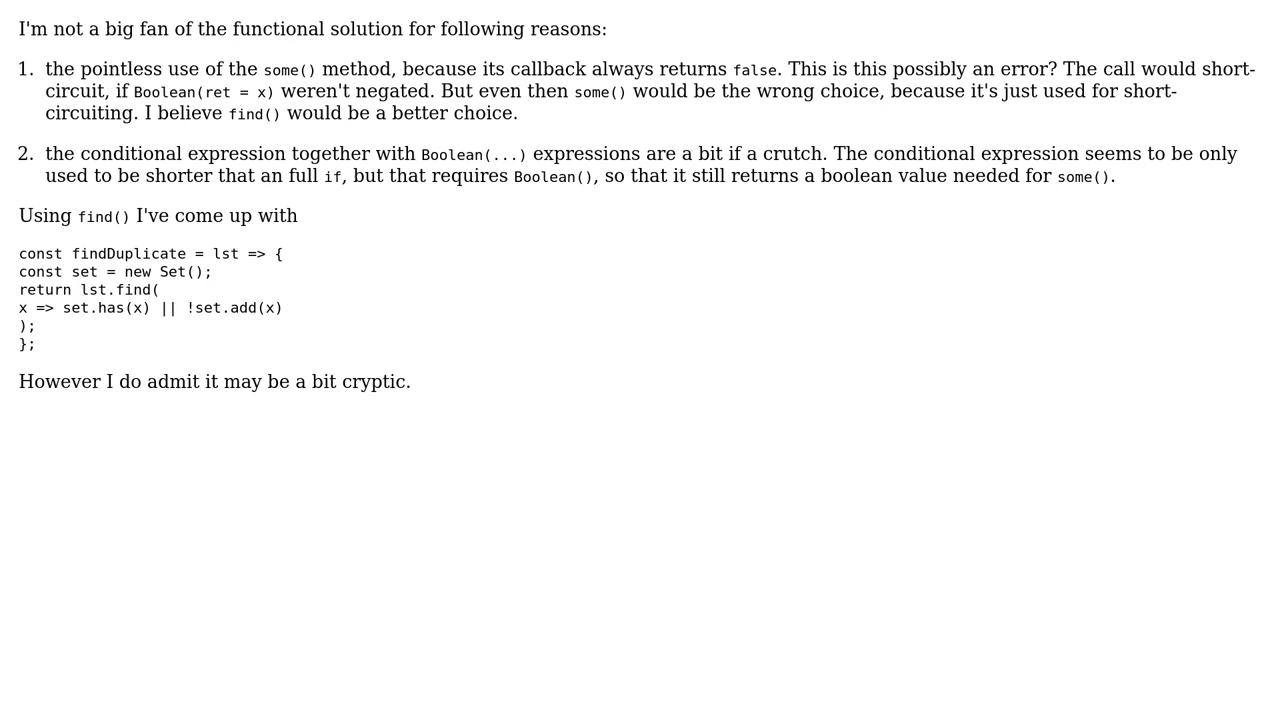 I'm not a big fan of the functional solution for following reasons:
1. the pointless use of the some() method, because its callback always returns false. This is this possibly an error? The call would short-
circuit, if Boolean(ret = x) weren't negated. But even then some() would be the wrong choice, because it's just used for short-
circuiting. I believe find() would be a better choice.
2. the conditional expression together with Boolean(...) expressions are a bit if a crutch. The conditional expression seems to be only
used to be shorter that an full if, but that requires Boolean(), so that it still returns a boolean value needed for some().
Using find() I've come up with
const findDuplicate = lst => {
const set = new Set();
return lst.find(
x => set.has(x) || !set.add(x)
);
};
However I do admit it may be a bit cryptic.